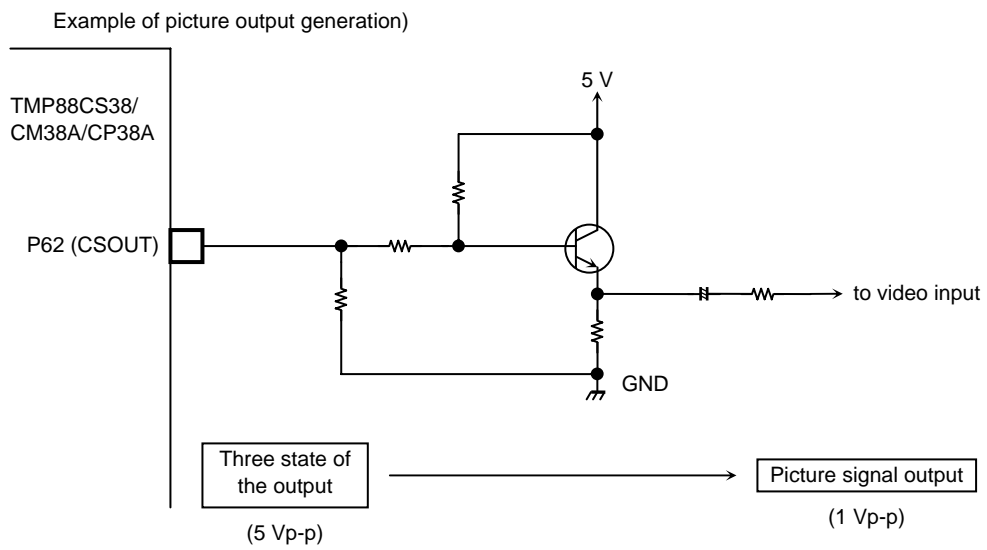 Example of picture output generation)
5 V
TMP88CS38/
CM38A/CP38A
P62 (CSOUT)
to video input
GND
Three state of
the output
Picture signal output
(5 Vp-p)
(1 Vp-p)